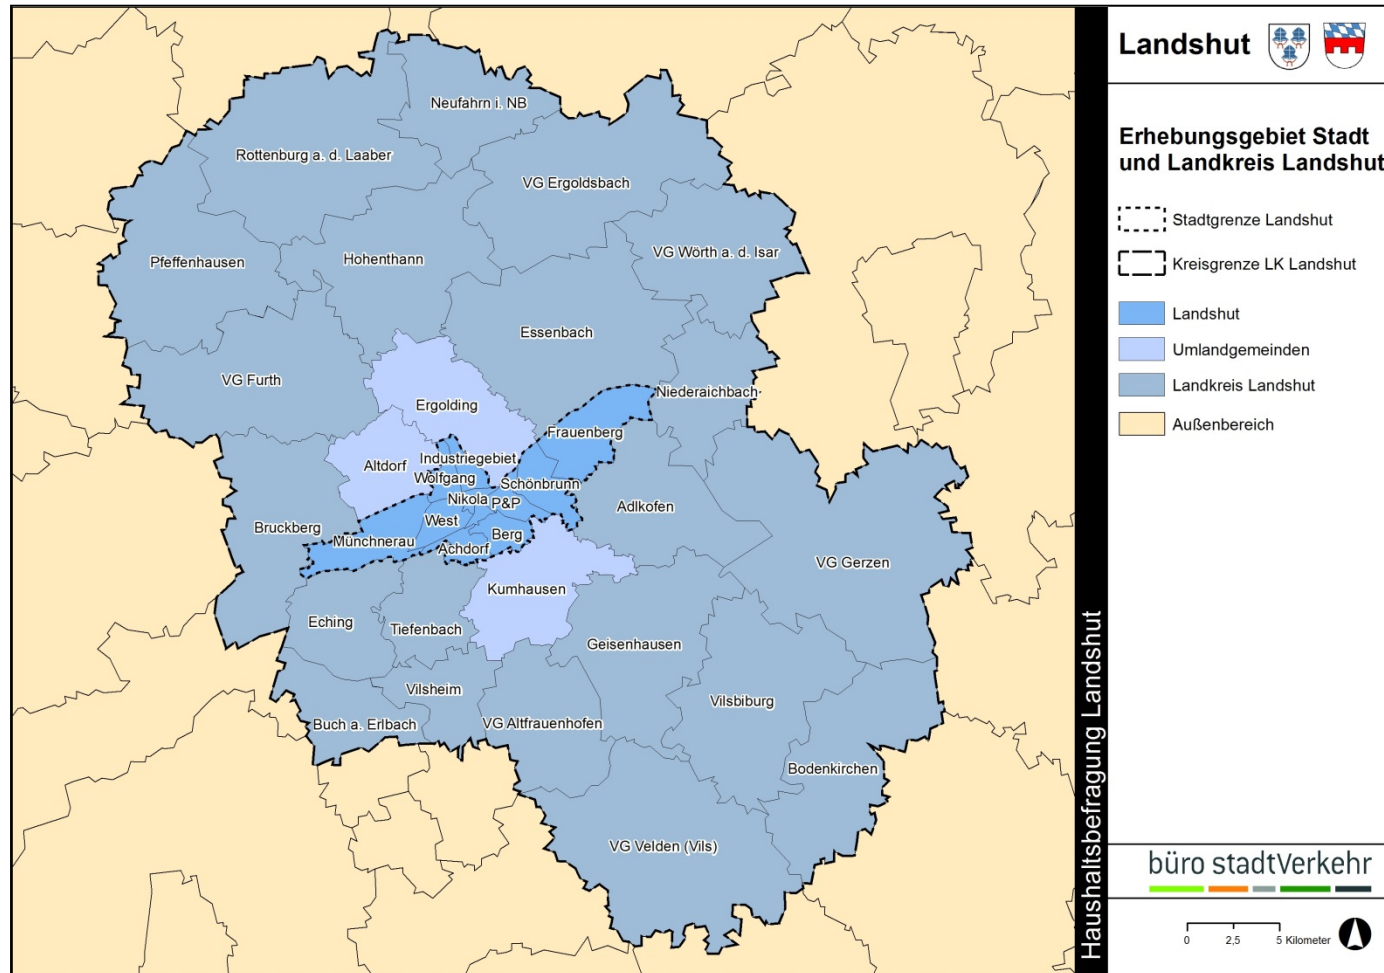 Neufahrn i. NB
Rottenburg a. d. Laaber
VG Ergoldsbach
VG Wörth a. d. Isar
Pfeffenhausen
Hohenthann
Essenbach
VG Furth
Niederaichbach
Ergolding
Frauenberg
Industriegebiet
Altdorf
Wolfgang
Schönbrunn
Nikola
P&P
Adlkofen
Bruckberg
West
Münchnerau
Berg
Achdorf
VG Gerzen
Kumhausen
Eching
Tiefenbach
Geisenhausen
Vilsheim
Vilsbiburg
Buch a. Erlbach
VG Altfrauenhofen
Bodenkirchen
VG Velden (Vils)
Haushaltsbefragung Landshut
Landshut
Erhebungsgebiet Stadt
und Landkreis Landshut
Stadtgrenze Landshut
Kreisgrenze LK Landshut
Landshut
Umlandgemeinden
Landkreis Landshut
Außenbereich
büro stadtVerkehr
0 2,5 5 Kilometer